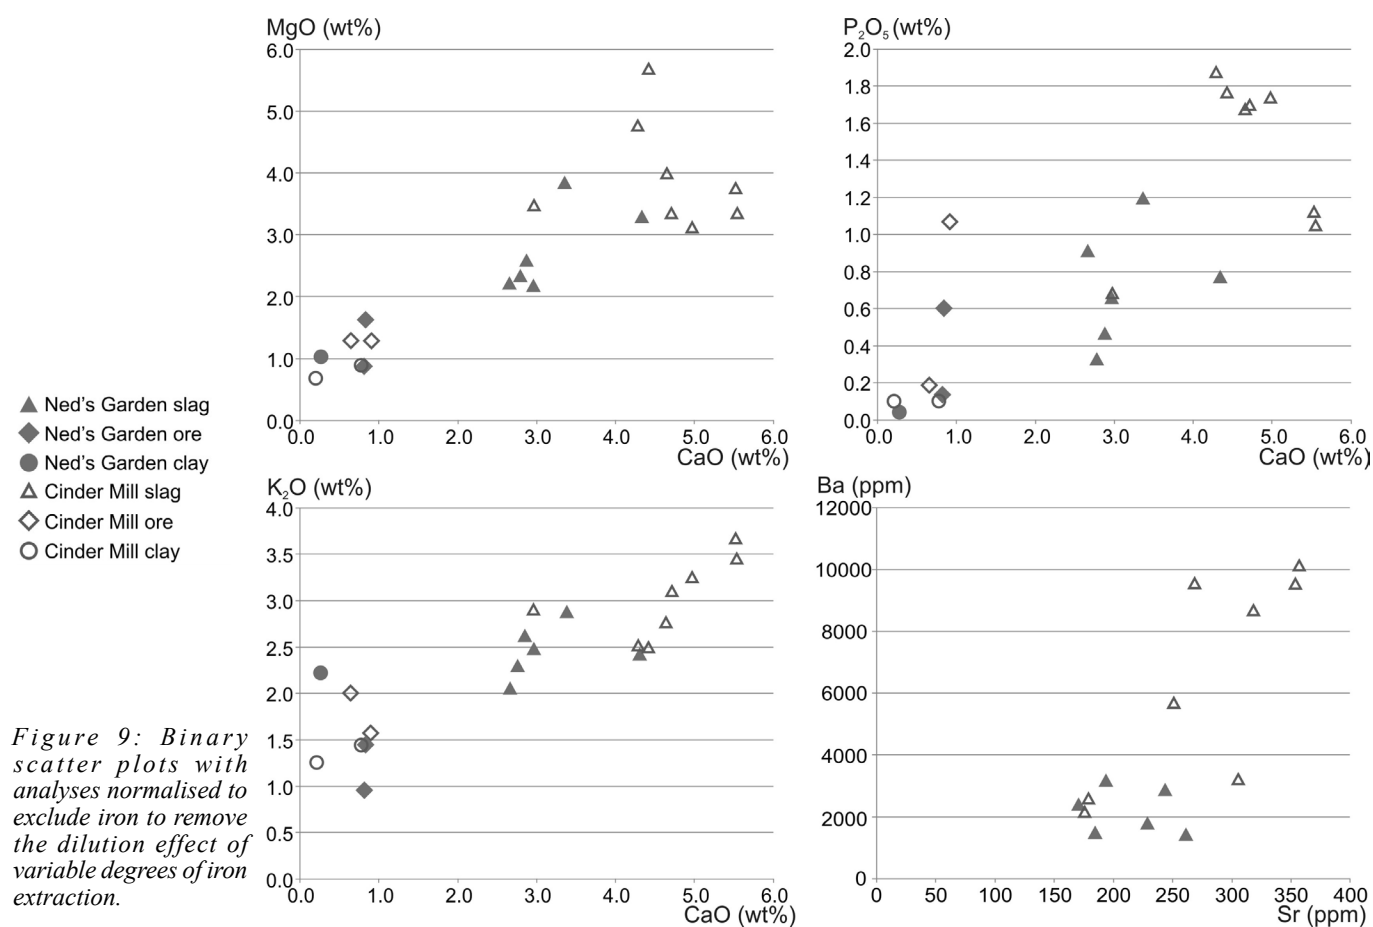 MgO (wt%)
6.0
5.0
4.0
3.0
2.0
1.0
0.0
0.0 1.0 2.0 3.0 4.0 5.0 6.0
CaO (wt%)
P2O5 (wt%)
2.0
1.8
1.6
1.4
1.2
1.0
0.8
0.6
0.4
0.2
0.0
0.0 1.0 2.0 3.0 4.0 5.0 6.0
CaO (wt%)
Ned's Garden slag
Ned's Garden ore
Ned's Garden clay
Cinder Mill slag
Cinder Mill ore
Cinder Mill clay
K2O (wt%)
4.0
3.5
3.0
2.5
2.0
1.5
1.0
0.5
0.0
0.0 1.0 2.0 3.0 4.0 5.0 6.0
CaO (wt%)
Ba (ppm)
12000
10000
8000
6000
4000
2000
0
0 50 100 150 200 250 300 350 400
Sr (ppm)
Figure 9: Binary
scatter plots with
analyses normalised to
exclude iron to remove
the dilution effect of
variable degrees of iron
extraction.